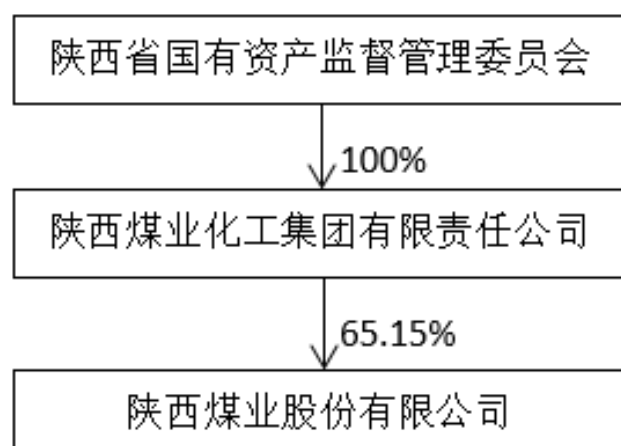 陕西省国有资产监督管理委员会
100%
陕西煤业化工集团有限责任公司
65.15%
陕西煤业股份有限公司